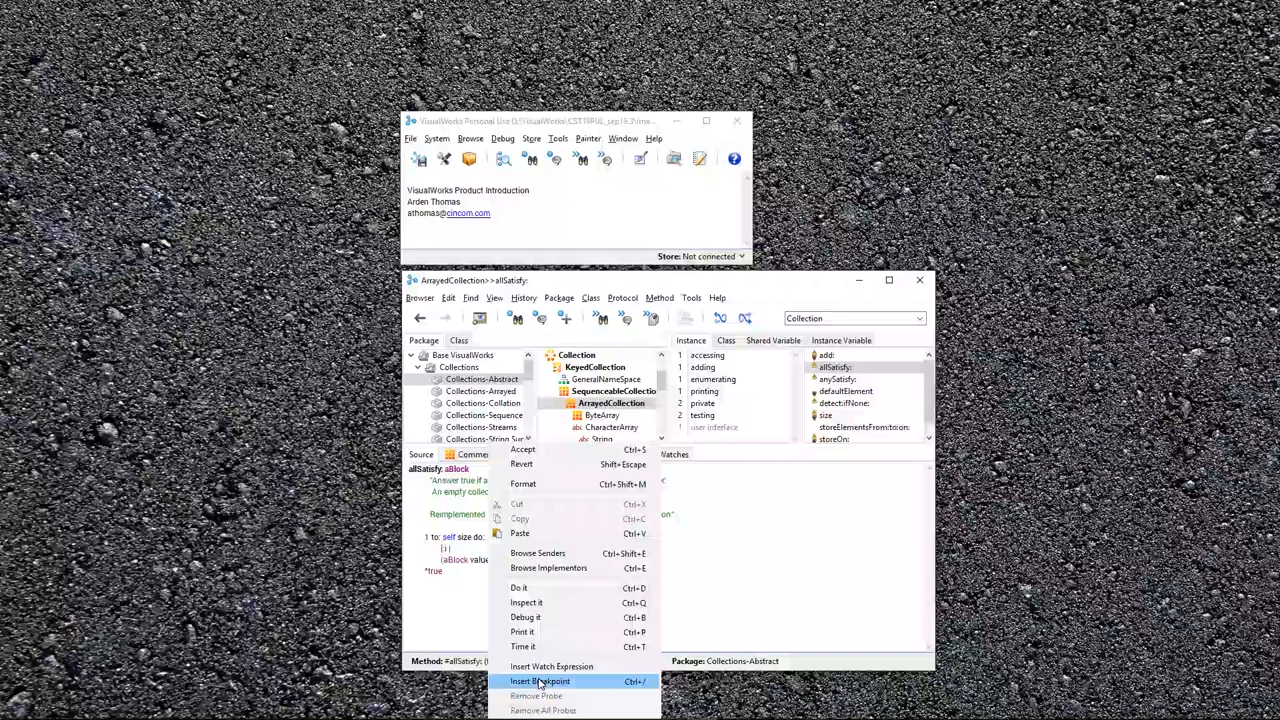 VisualWorks Personal Use
File System Browse Debug Store Tools Painter Window Help
VisualWorks Product Introduction
Arden Thomas
athomas@cincom.com
Store: Not connected
ArrayedCollection>>allSatisfy:
Browser Edit Find View History Package Class Protocol Method Tools Help
Collection
Package Class
Instance Class Shared Variable Instance Variable
Base VisualWorks
Collections
Collections-Abstract
Collections-Arrayed
Collections-Collation
Collections-Sequence
Collections-Streams
Collections-String Sup
Collection
KeyedCollection
GeneralNameSpace
SequenceableCollectio
ArrayedCollection
ByteArray
CharacterArray
String
1 accessing
1 adding
1 enumerating
1 printing
2 private
2 testing
1 user interface
add:
allSatisfy:
anySatisfy:
defaultElement
detect:ifNone:
size
storeElementsFrom:to:on:
storeOn:
Source Comme
Watches
allSatisfy: aBlock
"Answer true if a
An empty collec
Reimplemented
1 to: self size do:
[:i |
(aBlock value
^true
Accept Ctrl+S
Revert Shift+Escape
Format Ctrl+Shift+M
Cut Ctrl+X
Copy Ctrl+C
Paste Ctrl+V
Browse Senders Ctrl+Shift+E
Browse Implementors Ctrl+E
Do it Ctrl+D
Inspect it Ctrl+Q
Debug it Ctrl+B
Print it Ctrl+P
Time it Ctrl+T
Insert Watch Expression
Insert Breakpoint Ctrl+/
Remove Probe
Remove All Probes
Method: #allSatisfy:
Package: Collections-Abstract